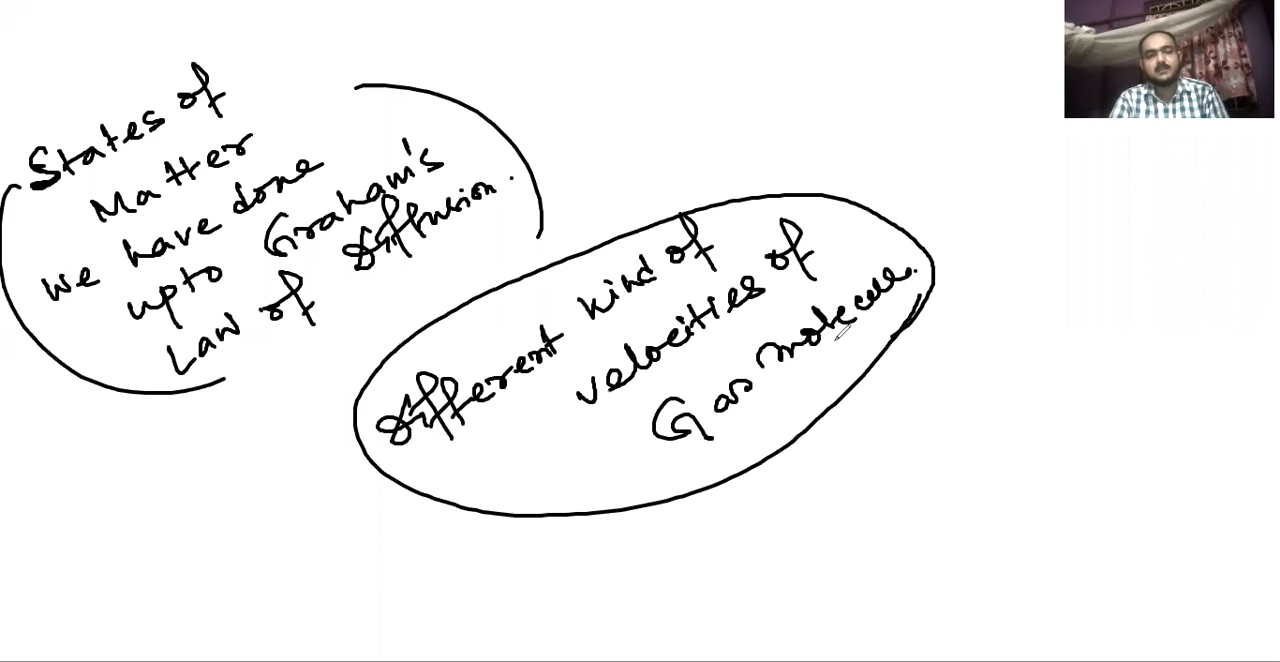 States of
Matter
we have done
upto Graham's
Law of Diffusion.
Different kind of
velocities of
Gas molecule.